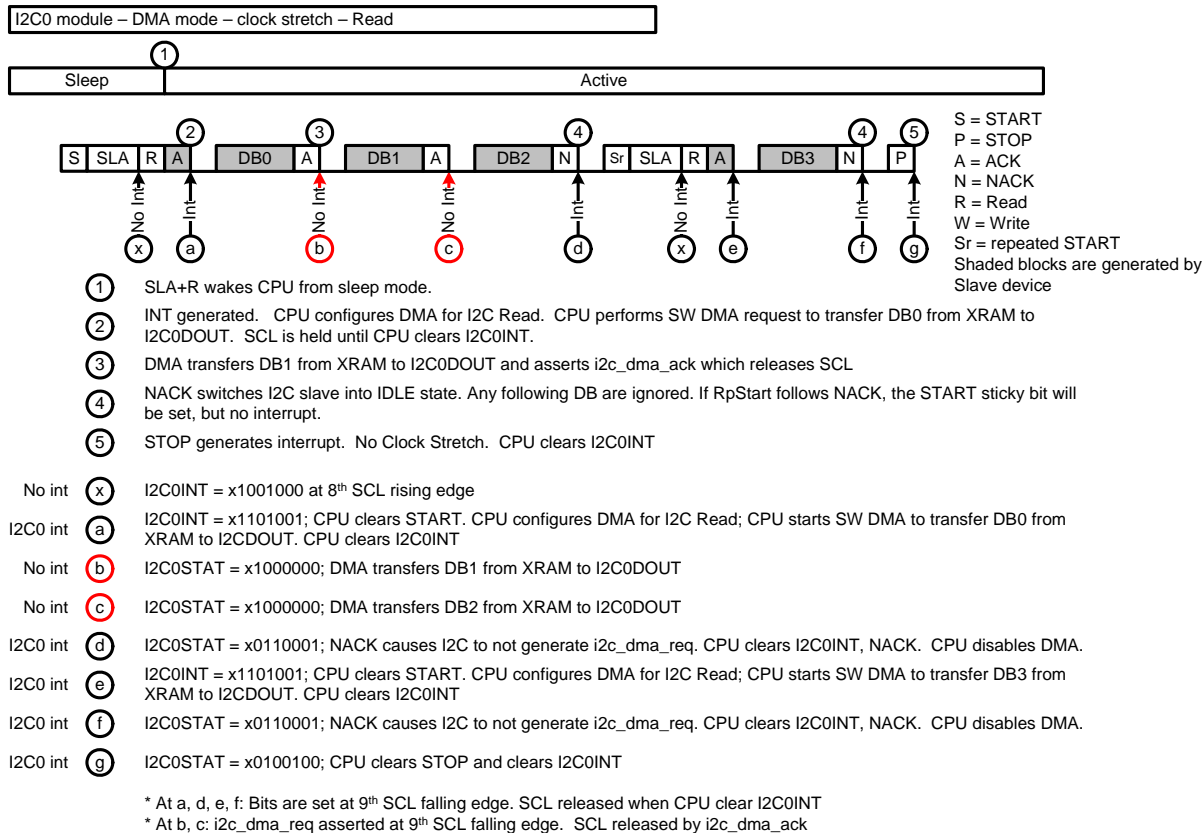 I2C0 module – DMA mode – clock stretch – Read
1
Sleep
Active
2
3
4
4
5
S SLA R A DB0 A DB1 A DB2 N Sr SLA R A DB3 N P
No Int Int No Int No Int Int No Int Int Int Int
x a b c d x e f g
S = START
P = STOP
A = ACK
N = NACK
R = Read
W = Write
Sr = repeated START
Shaded blocks are generated by
Slave device
1 SLA+R wakes CPU from sleep mode.
2 INT generated. CPU configures DMA for I2C Read. CPU performs SW DMA request to transfer DB0 from XRAM to
I2C0DOUT. SCL is held until CPU clears I2C0INT.
3 DMA transfers DB1 from XRAM to I2C0DOUT and asserts i2c_dma_ack which releases SCL
4 NACK switches I2C slave into IDLE state. Any following DB are ignored. If RpStart follows NACK, the START sticky bit will
be set, but no interrupt.
5 STOP generates interrupt. No Clock Stretch. CPU clears I2C0INT
No int x I2C0INT = x1001000 at 8th SCL rising edge
I2C0 int a I2C0INT = x1101001; CPU clears START. CPU configures DMA for I2C Read; CPU starts SW DMA to transfer DB0 from
XRAM to I2CDOUT. CPU clears I2C0INT
No int b I2C0STAT = x1000000; DMA transfers DB1 from XRAM to I2C0DOUT
No int c I2C0STAT = x1000000; DMA transfers DB2 from XRAM to I2C0DOUT
I2C0 int d I2C0STAT = x0110001; NACK causes I2C to not generate i2c_dma_req. CPU clears I2C0INT, NACK. CPU disables DMA.
I2C0 int e I2C0INT = x1101001; CPU clears START. CPU configures DMA for I2C Read; CPU starts SW DMA to transfer DB3 from
XRAM to I2CDOUT. CPU clears I2C0INT
I2C0 int f I2C0STAT = x0110001; NACK causes I2C to not generate i2c_dma_req. CPU clears I2C0INT, NACK. CPU disables DMA.
I2C0 int g I2C0STAT = x0100100; CPU clears STOP and clears I2C0INT
* At a, d, e, f: Bits are set at 9th SCL falling edge. SCL released when CPU clear I2C0INT
* At b, c: i2c_dma_req asserted at 9th SCL falling edge. SCL released by i2c_dma_ack